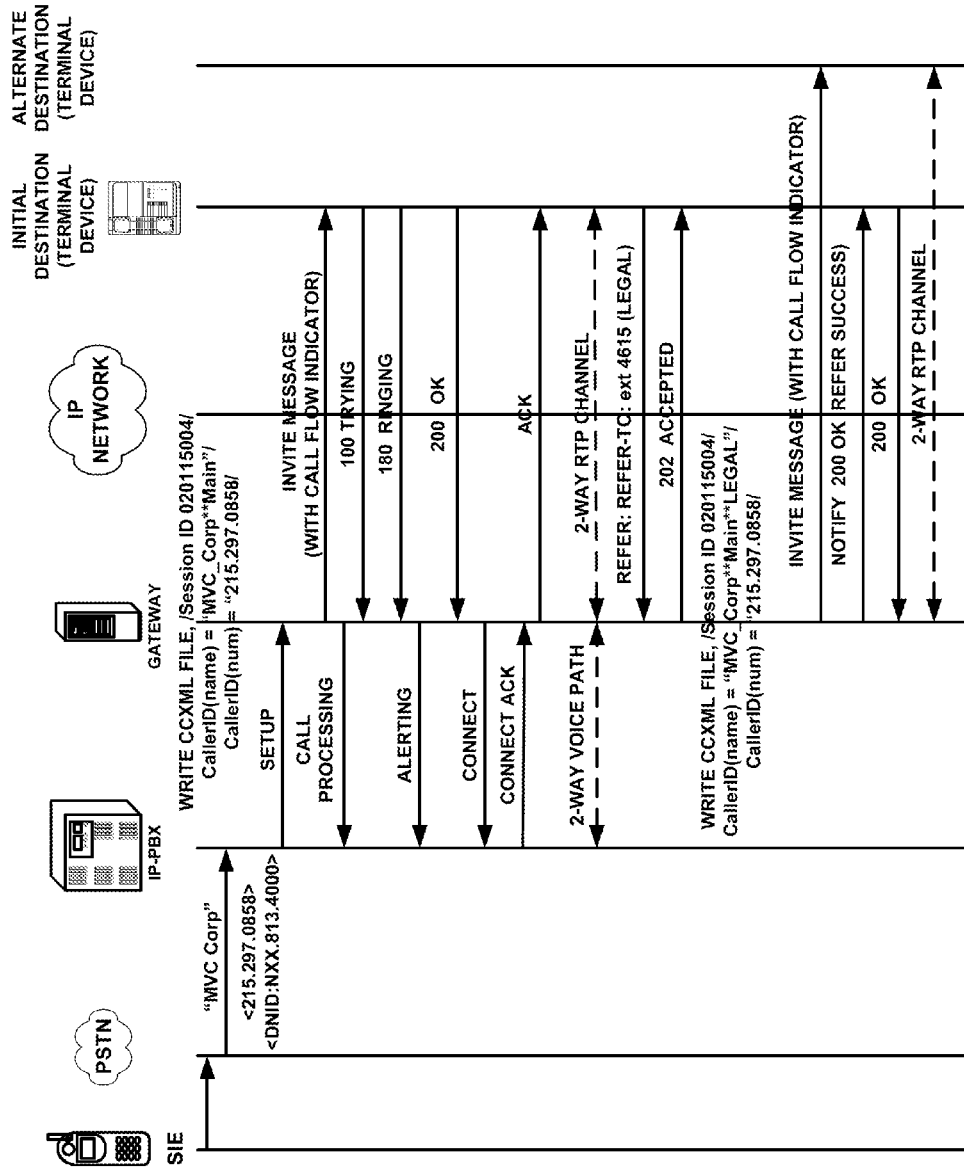 SIE
PSTN
IP-PBX
GATEWAY
IP
NETWORK
INITIAL
DESTINATION
(TERMINAL
DEVICE)
ALTERNATE
DESTINATION
(TERMINAL
DEVICE)
"MVC Corp"
<215.297.0858>
<DNID:NXX.813.4000>
WRITE CCXML FILE, /Session ID 020115004/
CallerID(name) = "MVC_Corp**Main"/
CallerID(num) = "215.297.0858/
SETUP
INVITE MESSAGE
(WITH CALL FLOW INDICATOR)
CALL
PROCESSING
100 TRYING
180 RINGING
ALERTING
200 OK
CONNECT
CONNECT ACK
ACK
2-WAY VOICE PATH
2-WAY RTP CHANNEL
REFER: REFER-TO: ext 4615 (LEGAL)
202 ACCEPTED
WRITE CCXML FILE, /Session ID 020115004/
CallerID(name) = "MVC_Corp**Main**LEGAL"/
CallerID(num) = "215.297.0858/
INVITE MESSAGE (WITH CALL FLOW INDICATOR)
NOTIFY 200 OK REFER SUCCESS)
200 OK
2-WAY RTP CHANNEL